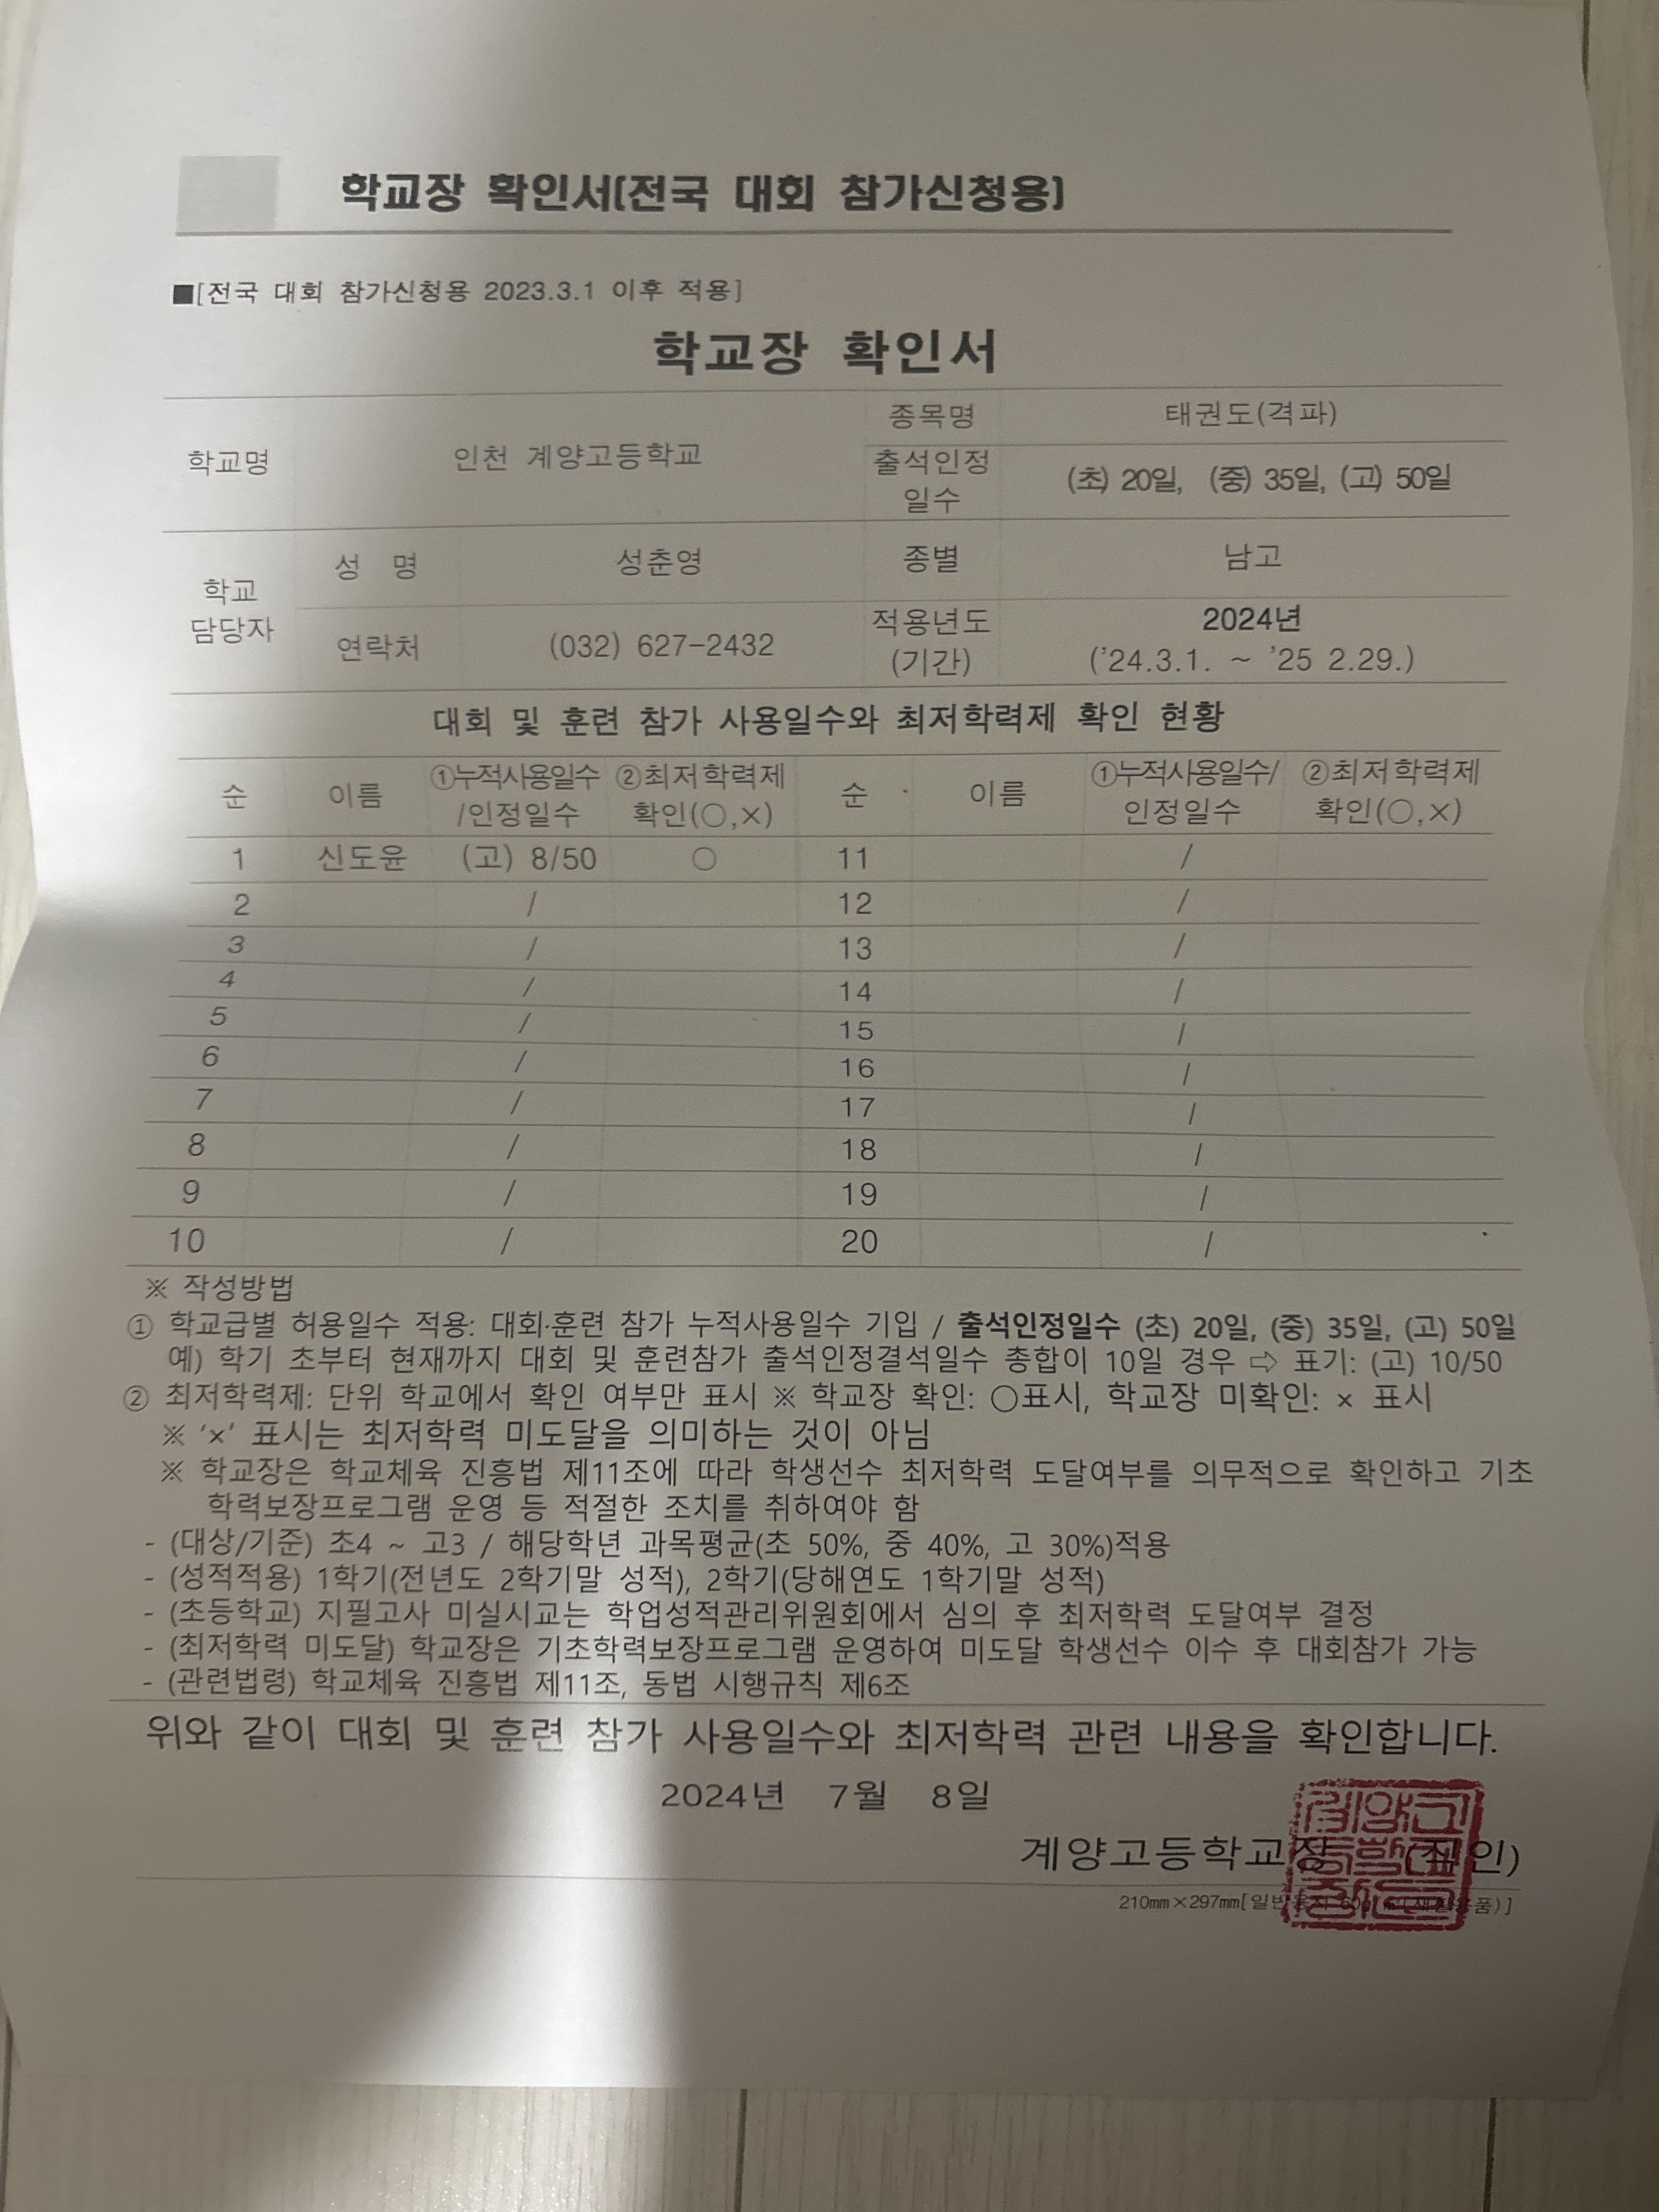 학교장 확인서(전국 대회 참가신청용)
■[전국 대회 참가신청용 2023.3.1 이후 적용]
학교장 확인서
학교명 인천 계양고등학교 종목명 태권도(격파)
출석인정 일수 (초) 20일, (중) 35일, (고) 50일
학교 담당자 성 명 성춘영 종별 남고
연락처 (032) 627-2432 적용년도 (기간) 2024년 ('24.3.1. ~ '25 2.29.)
대회 및 훈련 참가 사용일수와 최저학력제 확인 현황
순 이름 ①누적사용일수 /인정일수 ②최저학력제 확인(○,×) 순 이름 ①누적사용일수/ 인정일수 ②최저학력제 확인(○,×)
1 신도윤 (고) 8/50 ○ 11 /
2 / 12 /
3 / 13 /
4 / 14 /
5 / 15 /
6 / 16 /
7 / 17 /
8 / 18 /
9 / 19 /
10 / 20 /
※ 작성방법
① 학교급별 허용일수 적용: 대회·훈련 참가 누적사용일수 기입 / 출석인정일수 (초) 20일, (중) 35일, (고) 50일
예) 학기 초부터 현재까지 대회 및 훈련참가 출석인정결석일수 총합이 10일 경우 ⇨ 표기: (고) 10/50
② 최저학력제: 단위 학교에서 확인 여부만 표시 ※ 학교장 확인: ○표시, 학교장 미확인: × 표시
※ '×' 표시는 최저학력 미도달을 의미하는 것이 아님
※ 학교장은 학교체육 진흥법 제11조에 따라 학생선수 최저학력 도달여부를 의무적으로 확인하고 기초
학력보장프로그램 운영 등 적절한 조치를 취하여야 함
- (대상/기준) 초4 ~ 고3 / 해당학년 과목평균(초 50%, 중 40%, 고 30%)적용
- (성적적용) 1학기(전년도 2학기말 성적), 2학기(당해연도 1학기말 성적)
- (초등학교) 지필고사 미실시교는 학업성적관리위원회에서 심의 후 최저학력 도달여부 결정
- (최저학력 미도달) 학교장은 기초학력보장프로그램 운영하여 미도달 학생선수 이수 후 대회참가 가능
- (관련법령) 학교체육 진흥법 제11조, 동법 시행규칙 제6조
위와 같이 대회 및 훈련 참가 사용일수와 최저학력 관련 내용을 확인합니다.
2024년 7월 8일
계양고등학교장 (직인)
210mm×297mm[일반용지